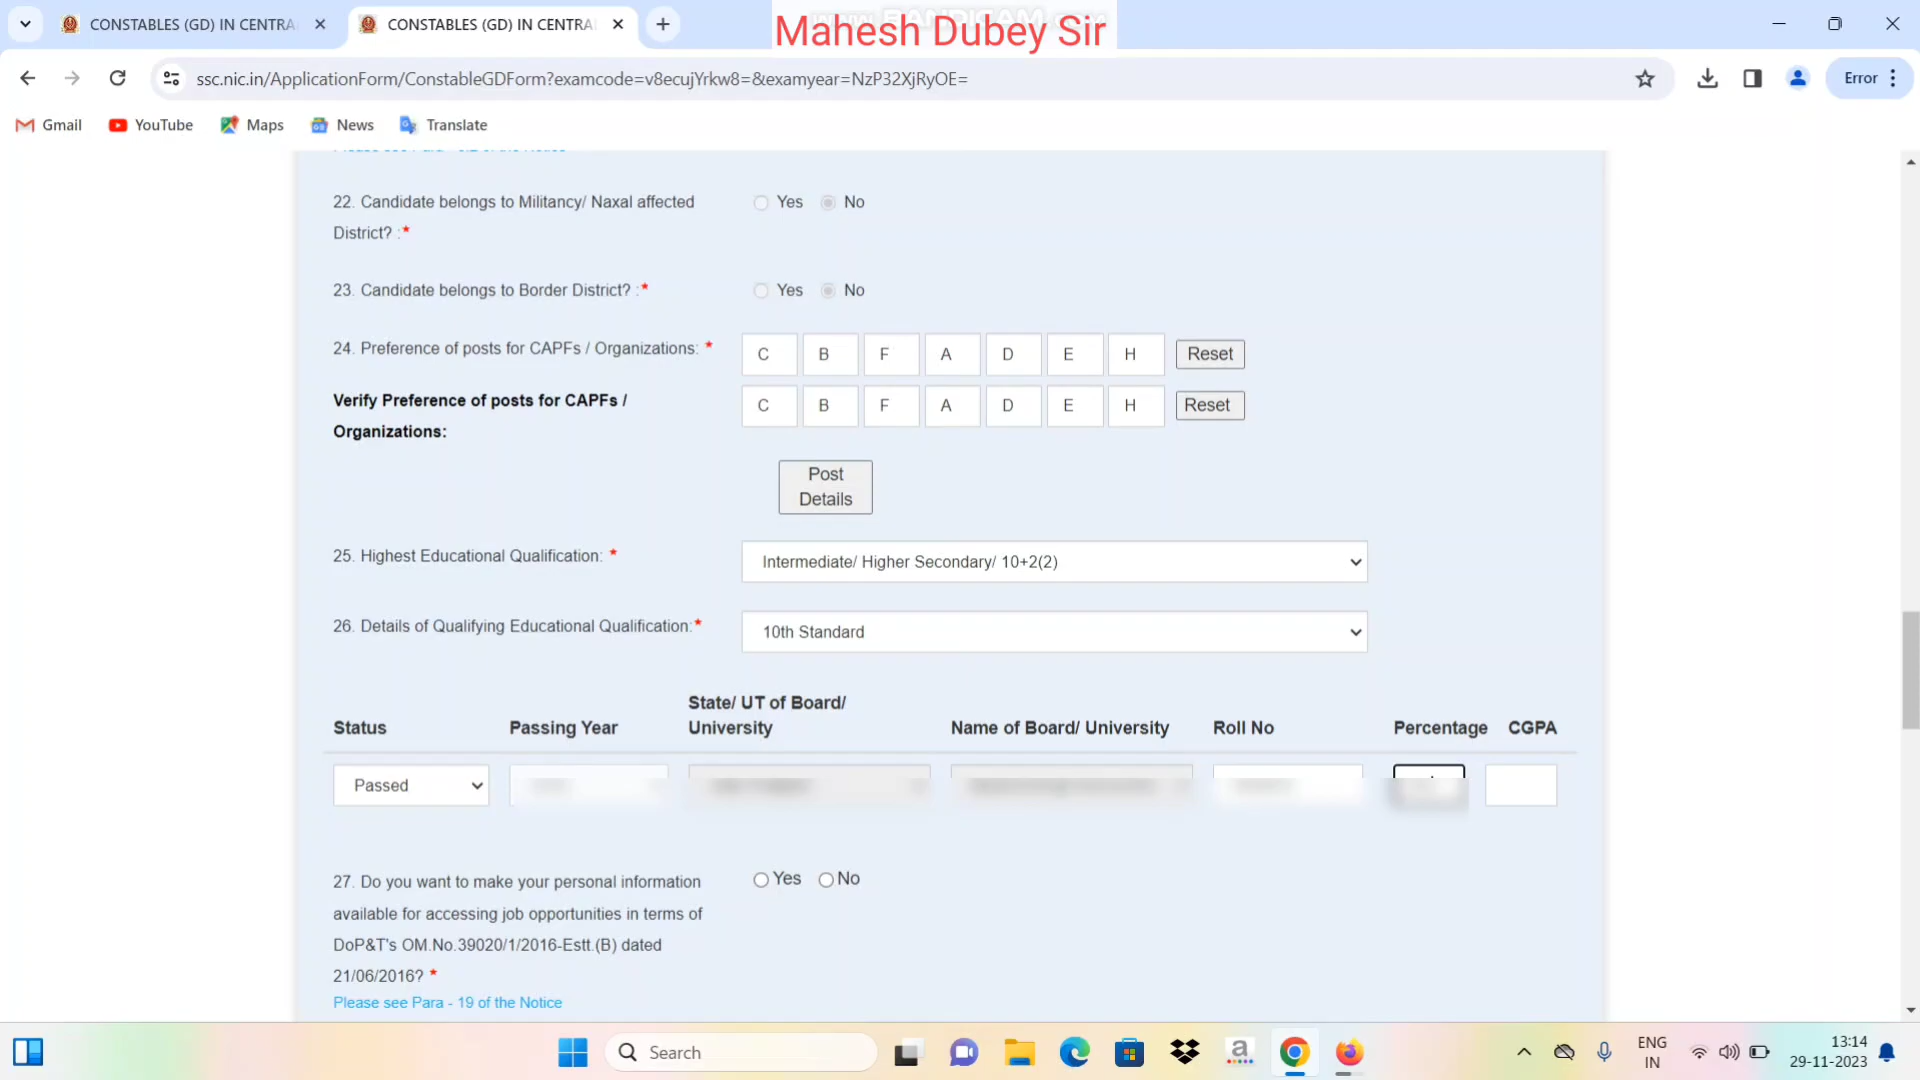 CONSTABLES (GD) IN CENTRA
CONSTABLES (GD) IN CENTRA
Mahesh Dubey Sir
ssc.nic.in/ApplicationForm/ConstableGDForm?examcode=v8ecujYrkw8=&examyear=NzP32XjRyOE=
Error
Gmail YouTube Maps News Translate
22. Candidate belongs to Militancy/ Naxal affected
District? :*
Yes No
23. Candidate belongs to Border District? :*
Yes No
24. Preference of posts for CAPFs / Organizations: *
C B F A D E H Reset
Verify Preference of posts for CAPFs /
Organizations:
C B F A D E H Reset
Post
Details
25. Highest Educational Qualification: *
Intermediate/ Higher Secondary/ 10+2(2)
26. Details of Qualifying Educational Qualification:*
10th Standard
Status Passing Year State/ UT of Board/
University Name of Board/ University Roll No Percentage CGPA
Passed
27. Do you want to make your personal information
available for accessing job opportunities in terms of
DoP&T's OM.No.39020/1/2016-Estt.(B) dated
21/06/2016? *
Yes No
Please see Para - 19 of the Notice
Search
ENG
IN
13:14
29-11-2023